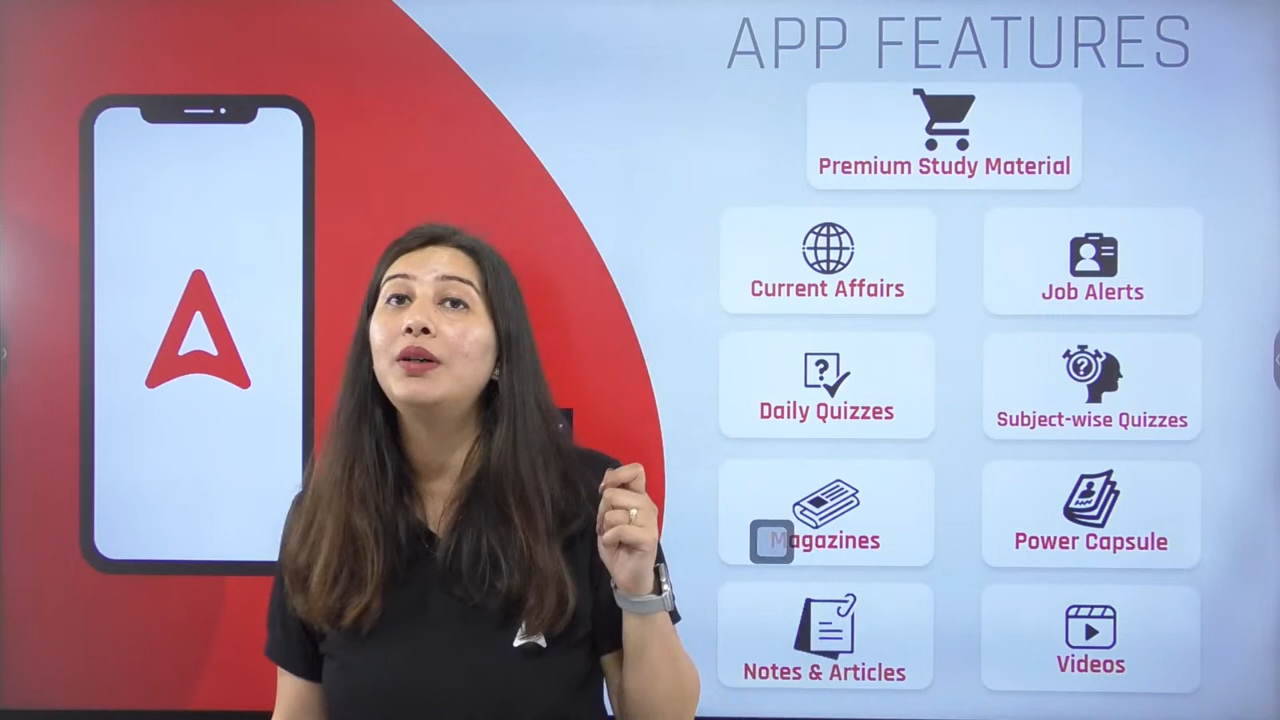 APP FEATURES
Premium Study Material
Current Affairs
Job Alerts
Daily Quizzes
Subject-wise Quizzes
Magazines
Power Capsule
Notes & Articles
Videos